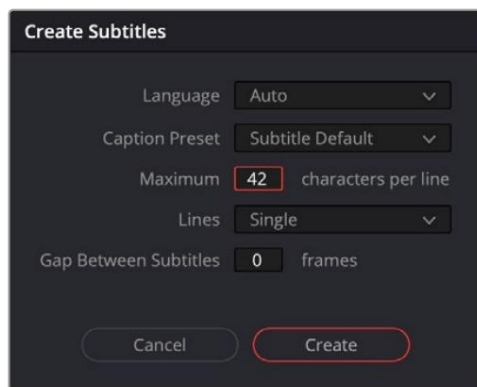 Create Subtitles
Language Auto
Caption Preset Subtitle Default
Maximum 42 characters per line
Lines Single
Gap Between Subtitles 0 frames
Cancel Create